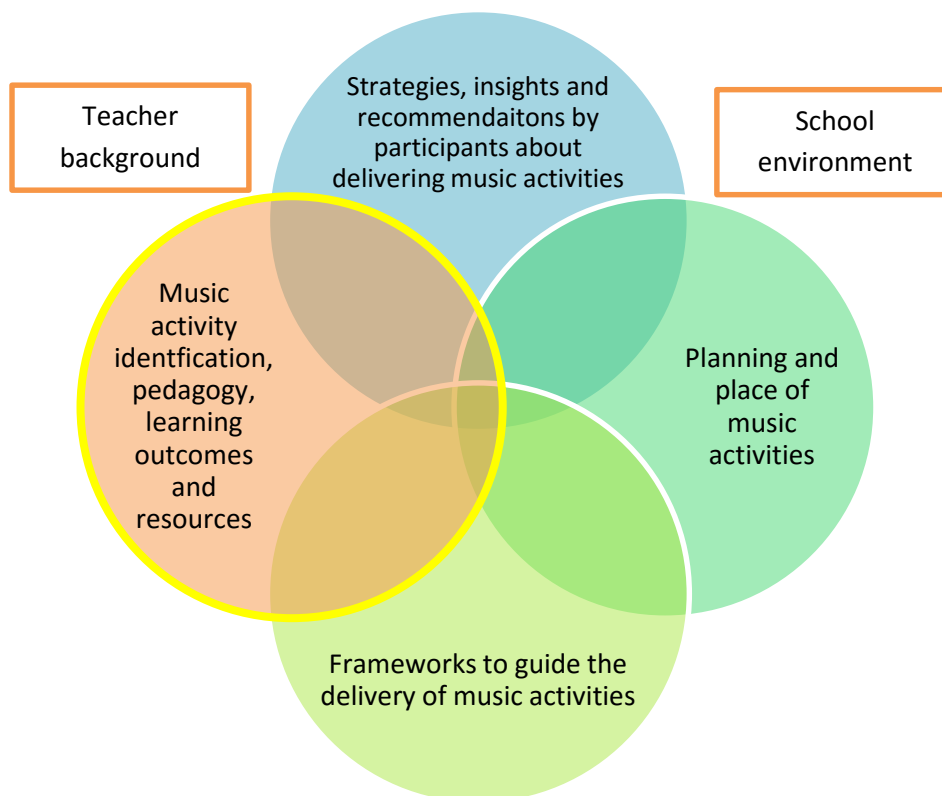 Teacher
background
Strategies, insights and
recommendaitons by
participants about
delivering music activities
School
environment
Music
activity
identfication,
pedagogy,
learning
outcomes
and
resources
Planning and
place of
music
activities
Frameworks to guide the
delivery of music activities